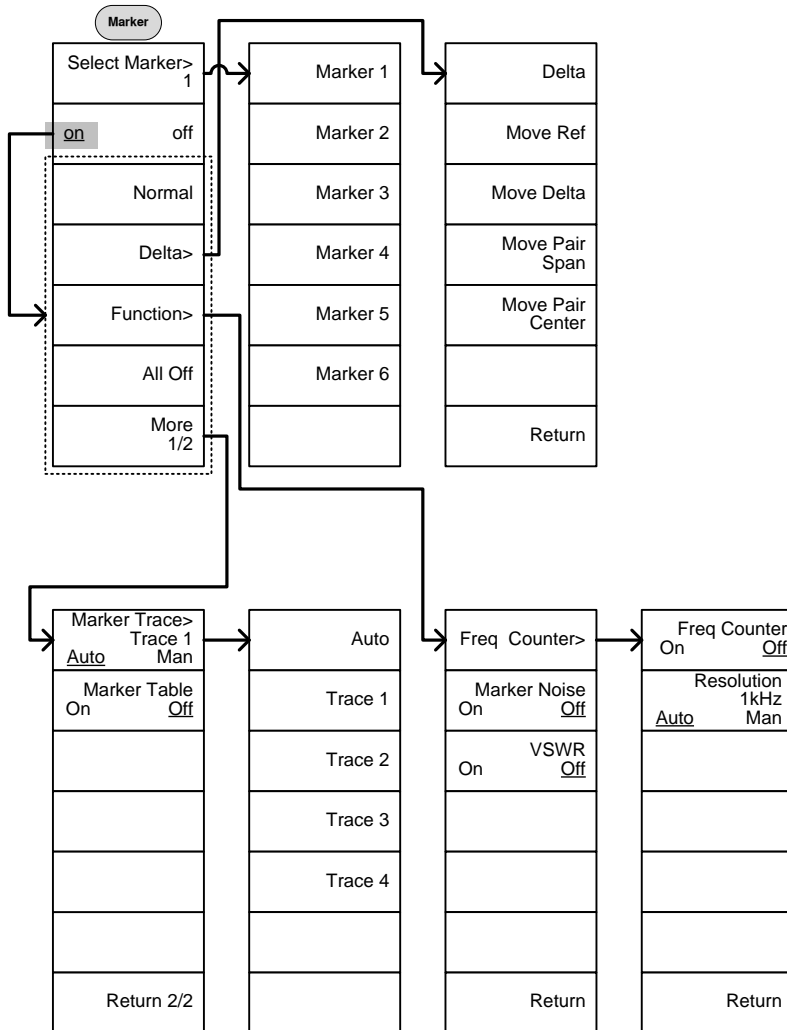 Marker
Select Marker>
1
on off
Normal
Delta>
Function>
All Off
More
1/2
Marker 1
Marker 2
Marker 3
Marker 4
Marker 5
Marker 6
Delta
Move Ref
Move Delta
Move Pair
Span
Move Pair
Center
Return
Marker Trace>
Trace 1
Auto Man
Marker Table
On Off
Return 2/2
Auto
Trace 1
Trace 2
Trace 3
Trace 4
Freq Counter>
Marker Noise
On Off
VSWR
On Off
Return
Freq Counter
On Off
Resolution
1kHz
Auto Man
Return